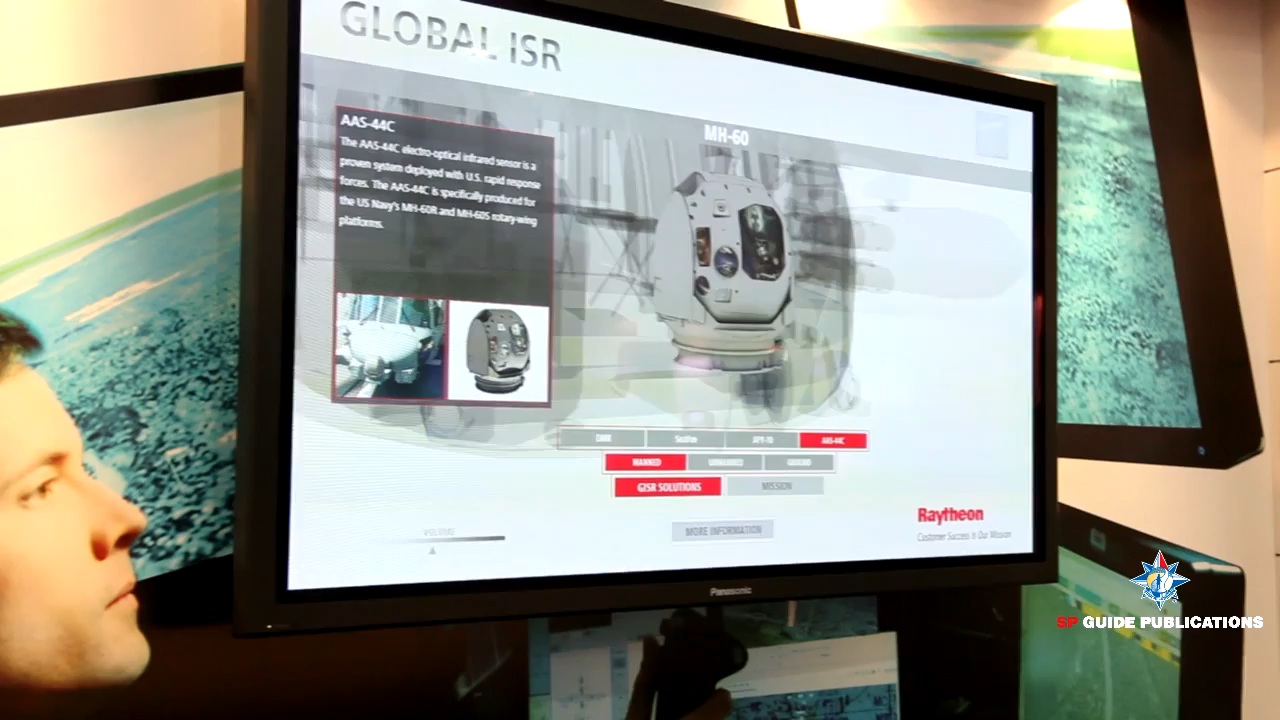 GLOBAL ISR
AAS-44C
The AAS-44C electro-optical infrared sensor is a
proven system deployed with U.S. rapid response
forces. The AAS-44C is specifically produced for
the US Navy's MH-60R and MH-60S rotary-wing
platforms.
MH-60
AAS-44C
MANNED UNMANNED GROUND
GISR SOLUTIONS MISSION
VOLUME
MORE INFORMATION
Raytheon
Customer Success Is Our Mission
Panasonic
SP GUIDE PUBLICATIONS